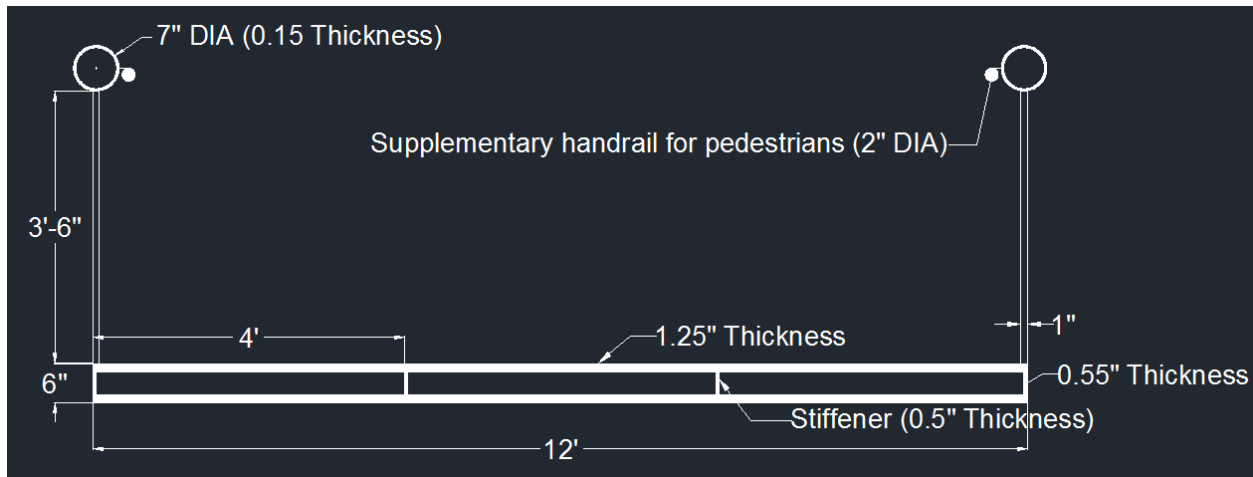 7" DIA (0.15 Thickness)
Supplementary handrail for pedestrians (2" DIA)
3'-6"
4'
1.25" Thickness
1"
6"
0.55" Thickness
Stiffener (0.5" Thickness)
12'